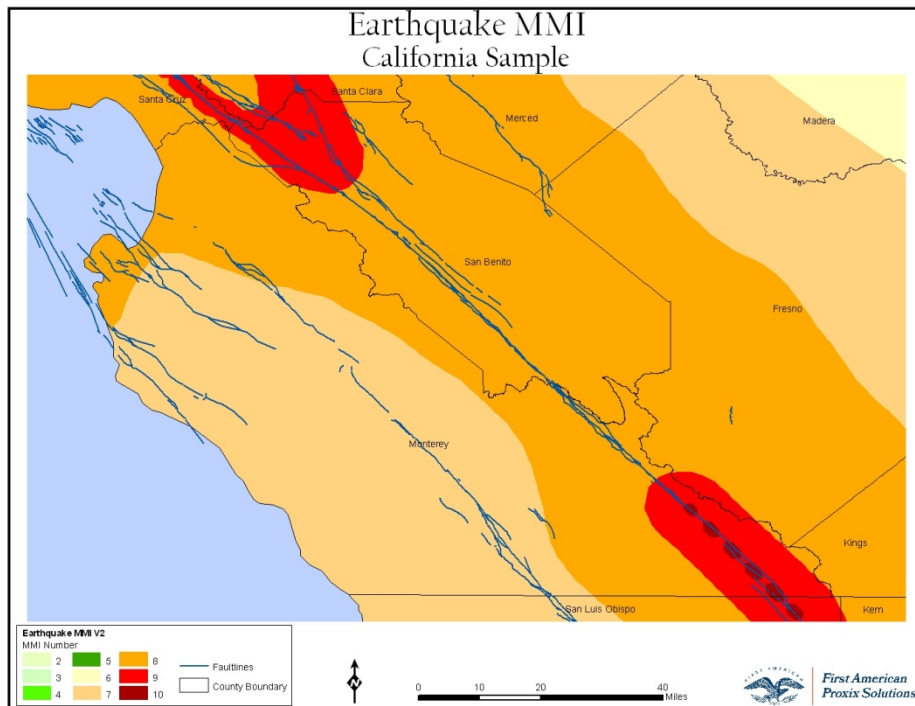 Earthquake MMI
California Sample
Santa Cruz
Santa Clara
Merced
Madera
San Benito
Fresno
Monterey
Kings
San Luis Obispo
Kern
Earthquake MMI V2
MMI Number
2 5 8
3 6 9
4 7 10
Faultlines
County Boundary
0 10 20 40
Miles
FIRST AMERICAN
First American
Proxix Solutions